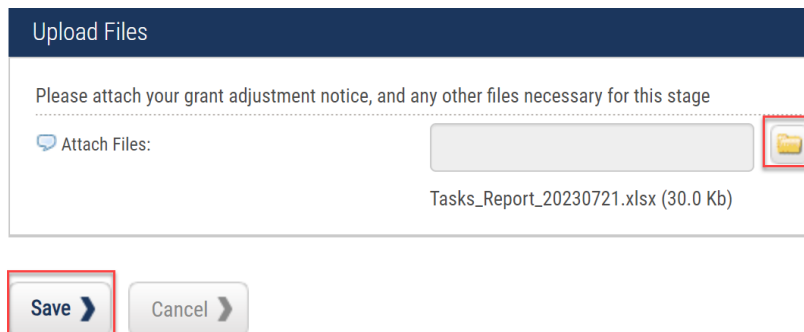 Upload Files
Please attach your grant adjustment notice, and any other files necessary for this stage
Attach Files:
Tasks_Report_20230721.xlsx (30.0 Kb)
Save
Cancel